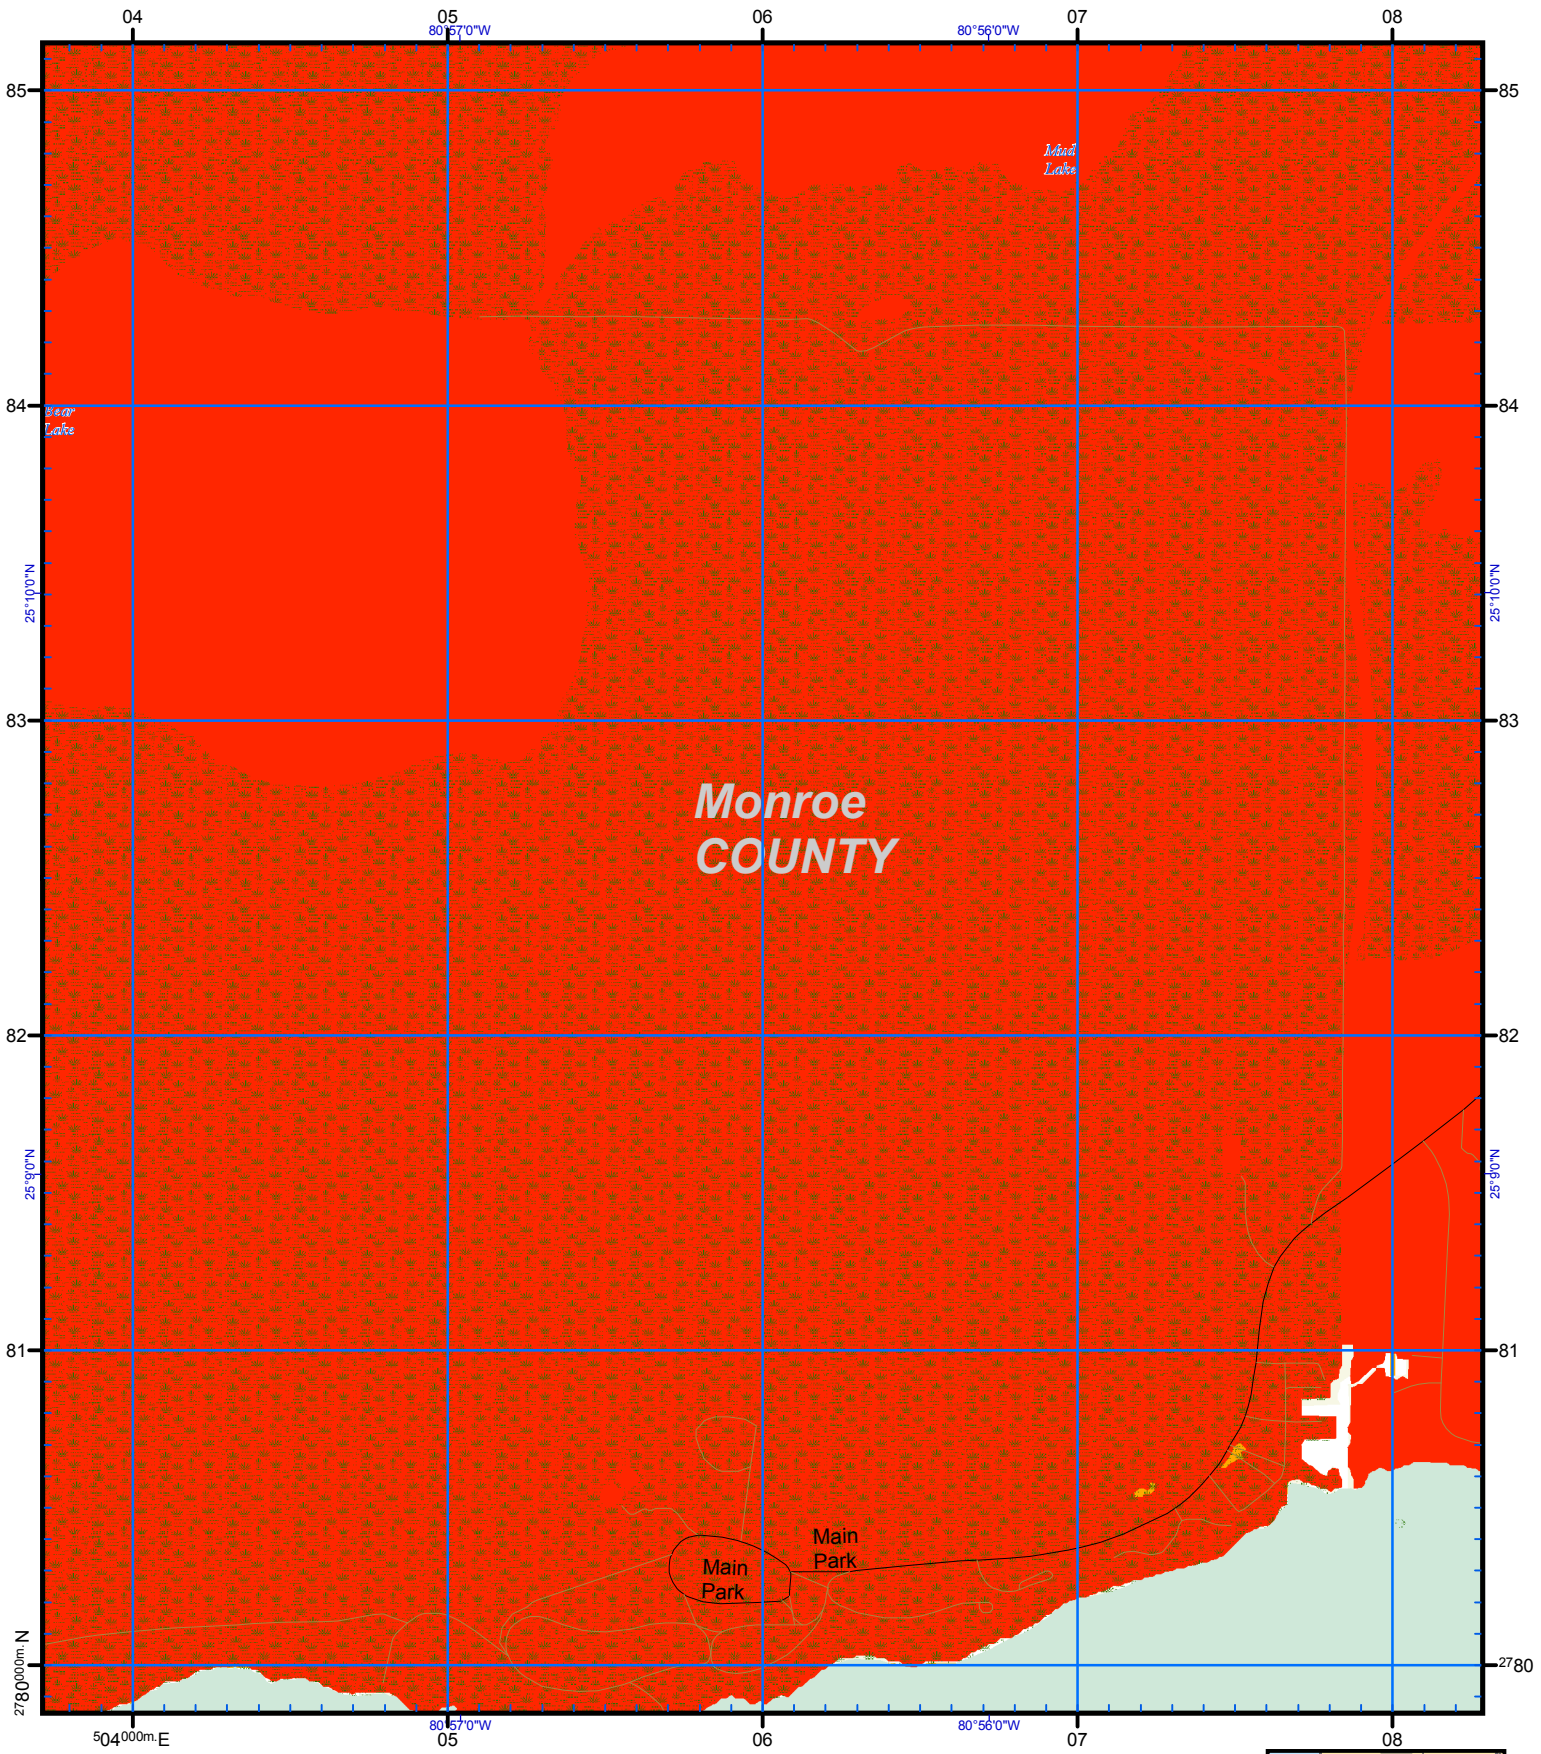 04 05 06 07 08
80°57'0"W 80°56'0"W
85 85
Mud
Lake
84 84
Bear
Lake
25°10'0"N 25°10'0"N
83 83
Monroe
COUNTY
82 82
25°9'0"N 25°9'0"N
81 81
Main
Park
Main
Park
2780000m. N 2780
80°57'0"W 80°56'0"W
504000m. E 05 06 07 08